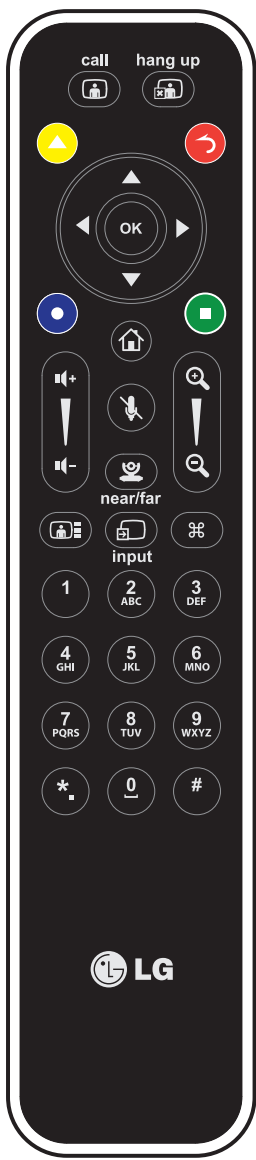 call hang up
OK
+
-
near/far
input
1 2 ABC 3 DEF
4 GHI 5 JKL 6 MNO
7 PQRS 8 TUV 9 WXYZ
*. 0 #
LG LG